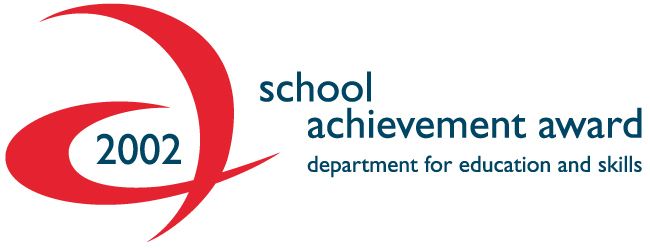 2002
school
achievement award
department for education and skills